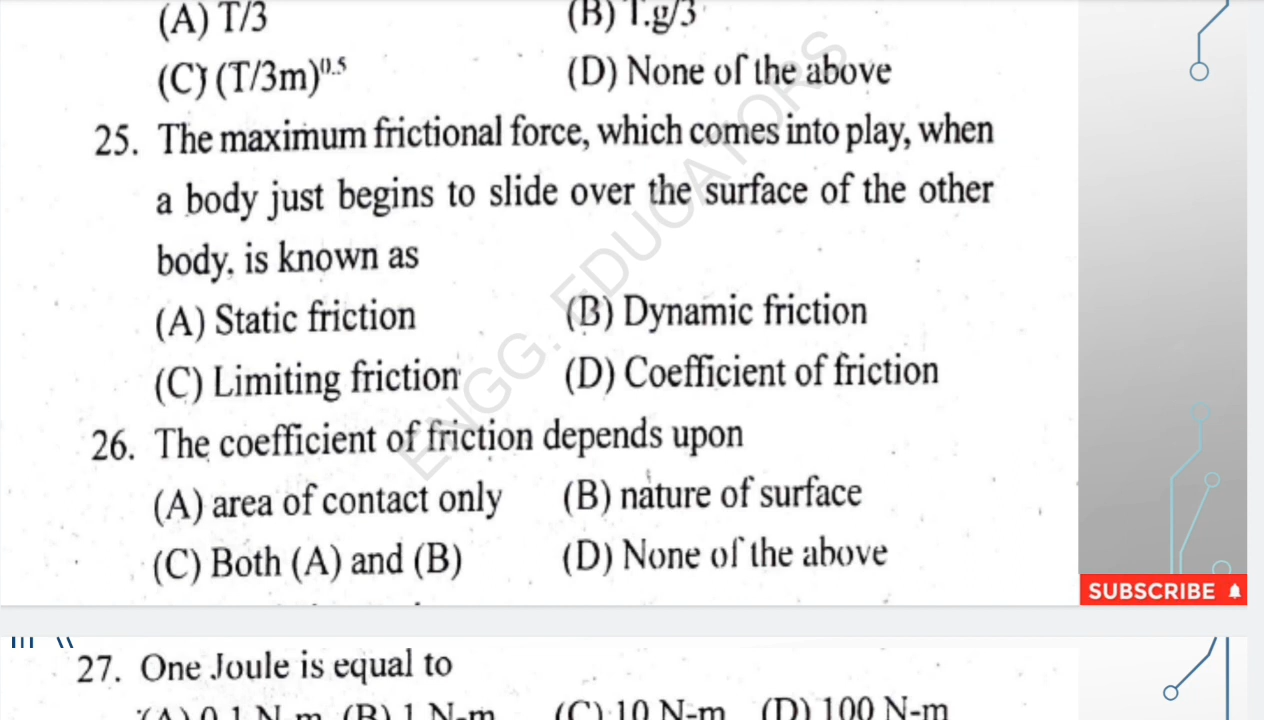 (A) T/3 (B) T.g/3
(C) (T/3m)^0.5 (D) None of the above
25. The maximum frictional force, which comes into play, when
a body just begins to slide over the surface of the other
body, is known as
(A) Static friction (B) Dynamic friction
(C) Limiting friction (D) Coefficient of friction
26. The coefficient of friction depends upon
(A) area of contact only (B) nature of surface
(C) Both (A) and (B) (D) None of the above
ENGG. EDUCATORS
SUBSCRIBE
27. One Joule is equal to
(A) 0.1 N-m (B) 1 N-m (C) 10 N-m (D) 100 N-m